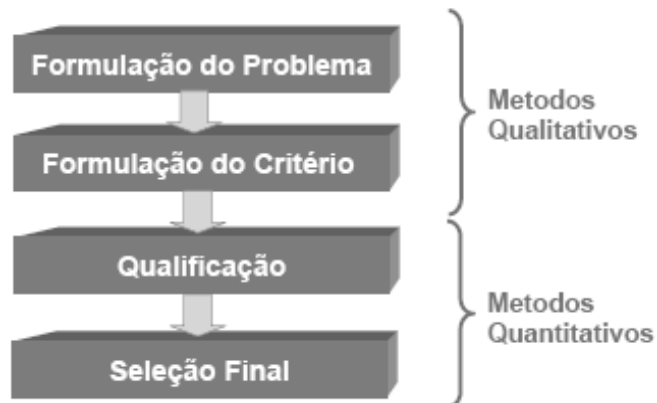 Formulação do Problema
Metodos
Qualitativos
Formulação do Critério
Qualificação
Metodos
Quantitativos
Seleção Final